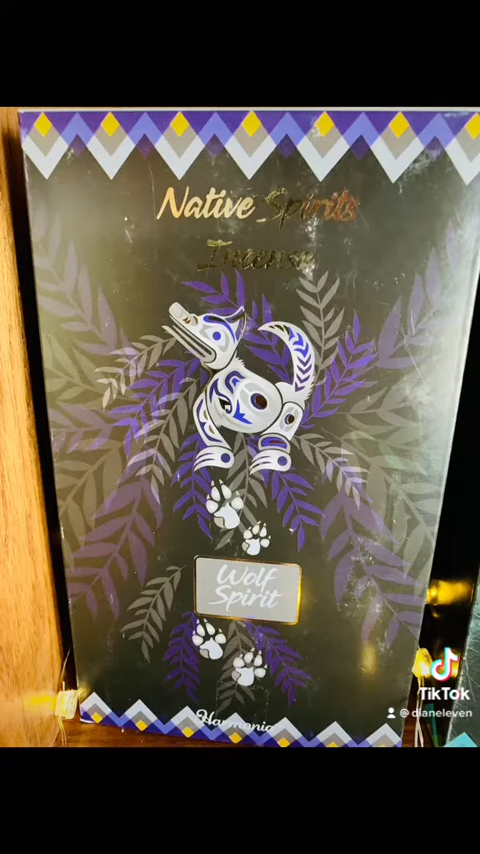 Native Spirits
Incense
Wolf
Spirit
Harmonia
TikTok
@dianeleven